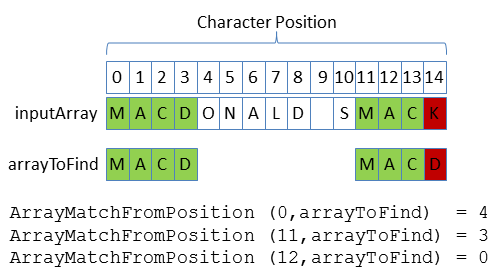 Character Position
0 1 2 3 4 5 6 7 8 9 10 11 12 13 14
inputArray M A C D O N A L D S M A C K
arrayToFind M A C D M A C D
ArrayMatchFromPosition (0,arrayToFind) = 4
ArrayMatchFromPosition (11,arrayToFind) = 3
ArrayMatchFromPosition (12,arrayToFind) = 0